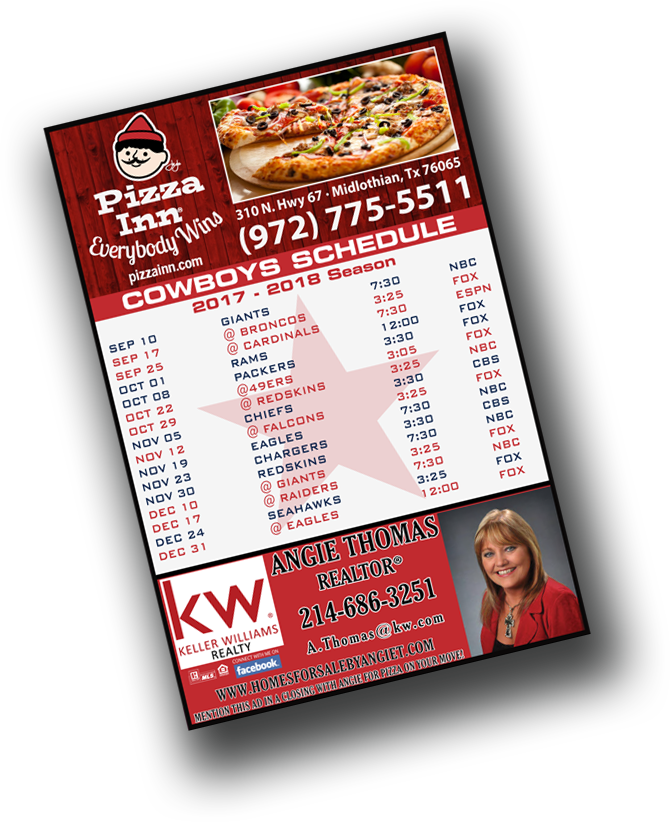 Pizza
Inn®
Everybody Wins
pizzainn.com
310 N. Hwy 67 · Midlothian, Tx 76065
(972) 775-5511
COWBOYS SCHEDULE
2017 - 2018 Season
SEP 10 GIANTS 7:30 NBC
SEP 17 @ BRONCOS 3:25 FOX
SEP 25 @ CARDINALS 7:30 ESPN
OCT 01 RAMS 12:00 FOX
OCT 08 PACKERS 3:30 FOX
OCT 22 @49ERS 3:05 FOX
OCT 29 @ REDSKINS 3:25 NBC
NOV 05 CHIEFS 3:30 CBS
NOV 12 @ FALCONS 3:25 FOX
NOV 19 EAGLES 7:30 NBC
NOV 23 CHARGERS 3:30 CBS
NOV 30 REDSKINS 7:30 NBC
DEC 10 @ GIANTS 3:25 FOX
DEC 17 @ RAIDERS 7:30 NBC
DEC 24 SEAHAWKS 3:25 FOX
DEC 31 @ EAGLES 12:00 FOX
ANGIE THOMAS
REALTOR®
214-686-3251
A.Thomas@kw.com
kw®
KELLER WILLIAMS
REALTY
MLS
CONNECT WITH ME ON
facebook.
WWW.HOMESFORSALEBYANGIET.COM
MENTION THIS AD IN A CLOSING WITH ANGIE FOR PIZZA ON YOUR MOVE!